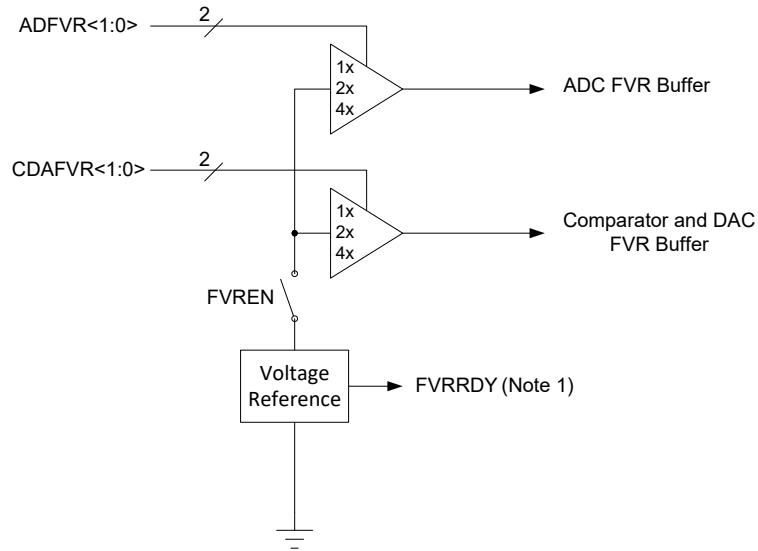 ADFVR<1:0>
2
1x
2x
4x
ADC FVR Buffer
CDAFVR<1:0>
2
1x
2x
4x
Comparator and DAC
FVR Buffer
FVREN
Voltage
Reference
FVRRDY (Note 1)